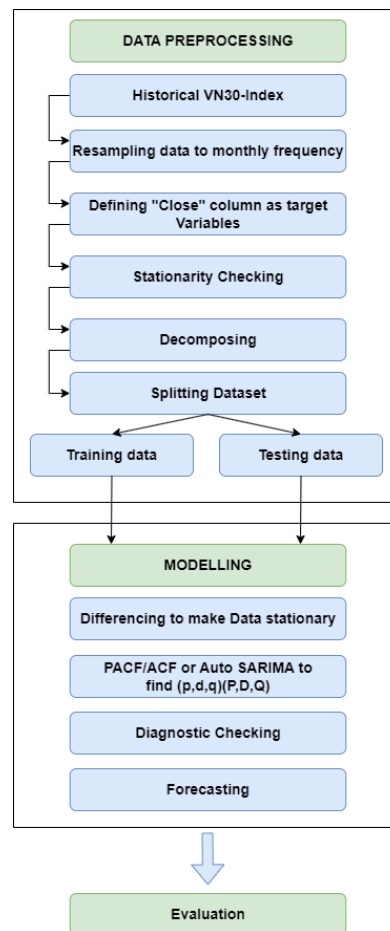 DATA PREPROCESSING
Historical VN30-Index
Resampling data to monthly frequency
Defining "Close" column as target
Variables
Stationarity Checking
Decomposing
Splitting Dataset
Training data
Testing data
MODELLING
Differencing to make Data stationary
PACF/ACF or Auto SARIMA to
find (p,d,q)(P,D,Q)
Diagnostic Checking
Forecasting
Evaluation